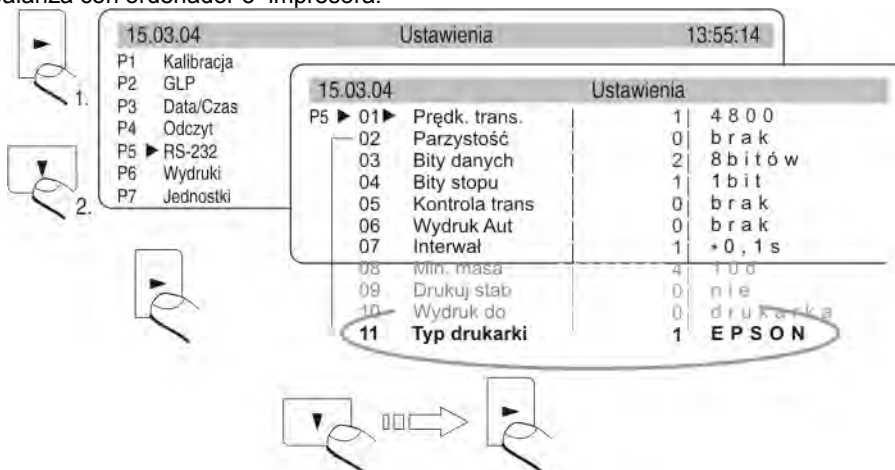 balanza con ordenador o impresora.
15.03.04 Ustawienia 13:55:14
P1 Kalibracja
P2 GLP
P3 Data/Czas
P4 Odczyt
P5 ► RS-232
P6 Wydruki
P7 Jednostki
1.
2.
15.03.04 Ustawienia
P5 ► 01► Prędk. trans. | 1| 4800
02 Parzystość | 0| brak
03 Bity danych | 2| 8bitów
04 Bity stopu | 1| 1bit
05 Kontrola trans | 0| brak
06 Wydruk Aut | 0| brak
07 Interwał | 1| *0,1s
08 Min. masa 4 10d
09 Drukuj stab 0| nie
10 Wydruk do 0 drukarka
11 Typ drukarki 1 EPSON